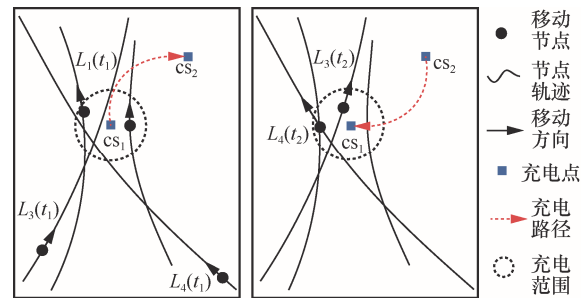 L₁(t₁)
cs₂
cs₁
L₃(t₁)
L₄(t₁)
L₃(t₂)
cs₂
L₄(t₂)
cs₁
移动
节点
节点
轨迹
移动
方向
充电点
充电
路径
充电
范围